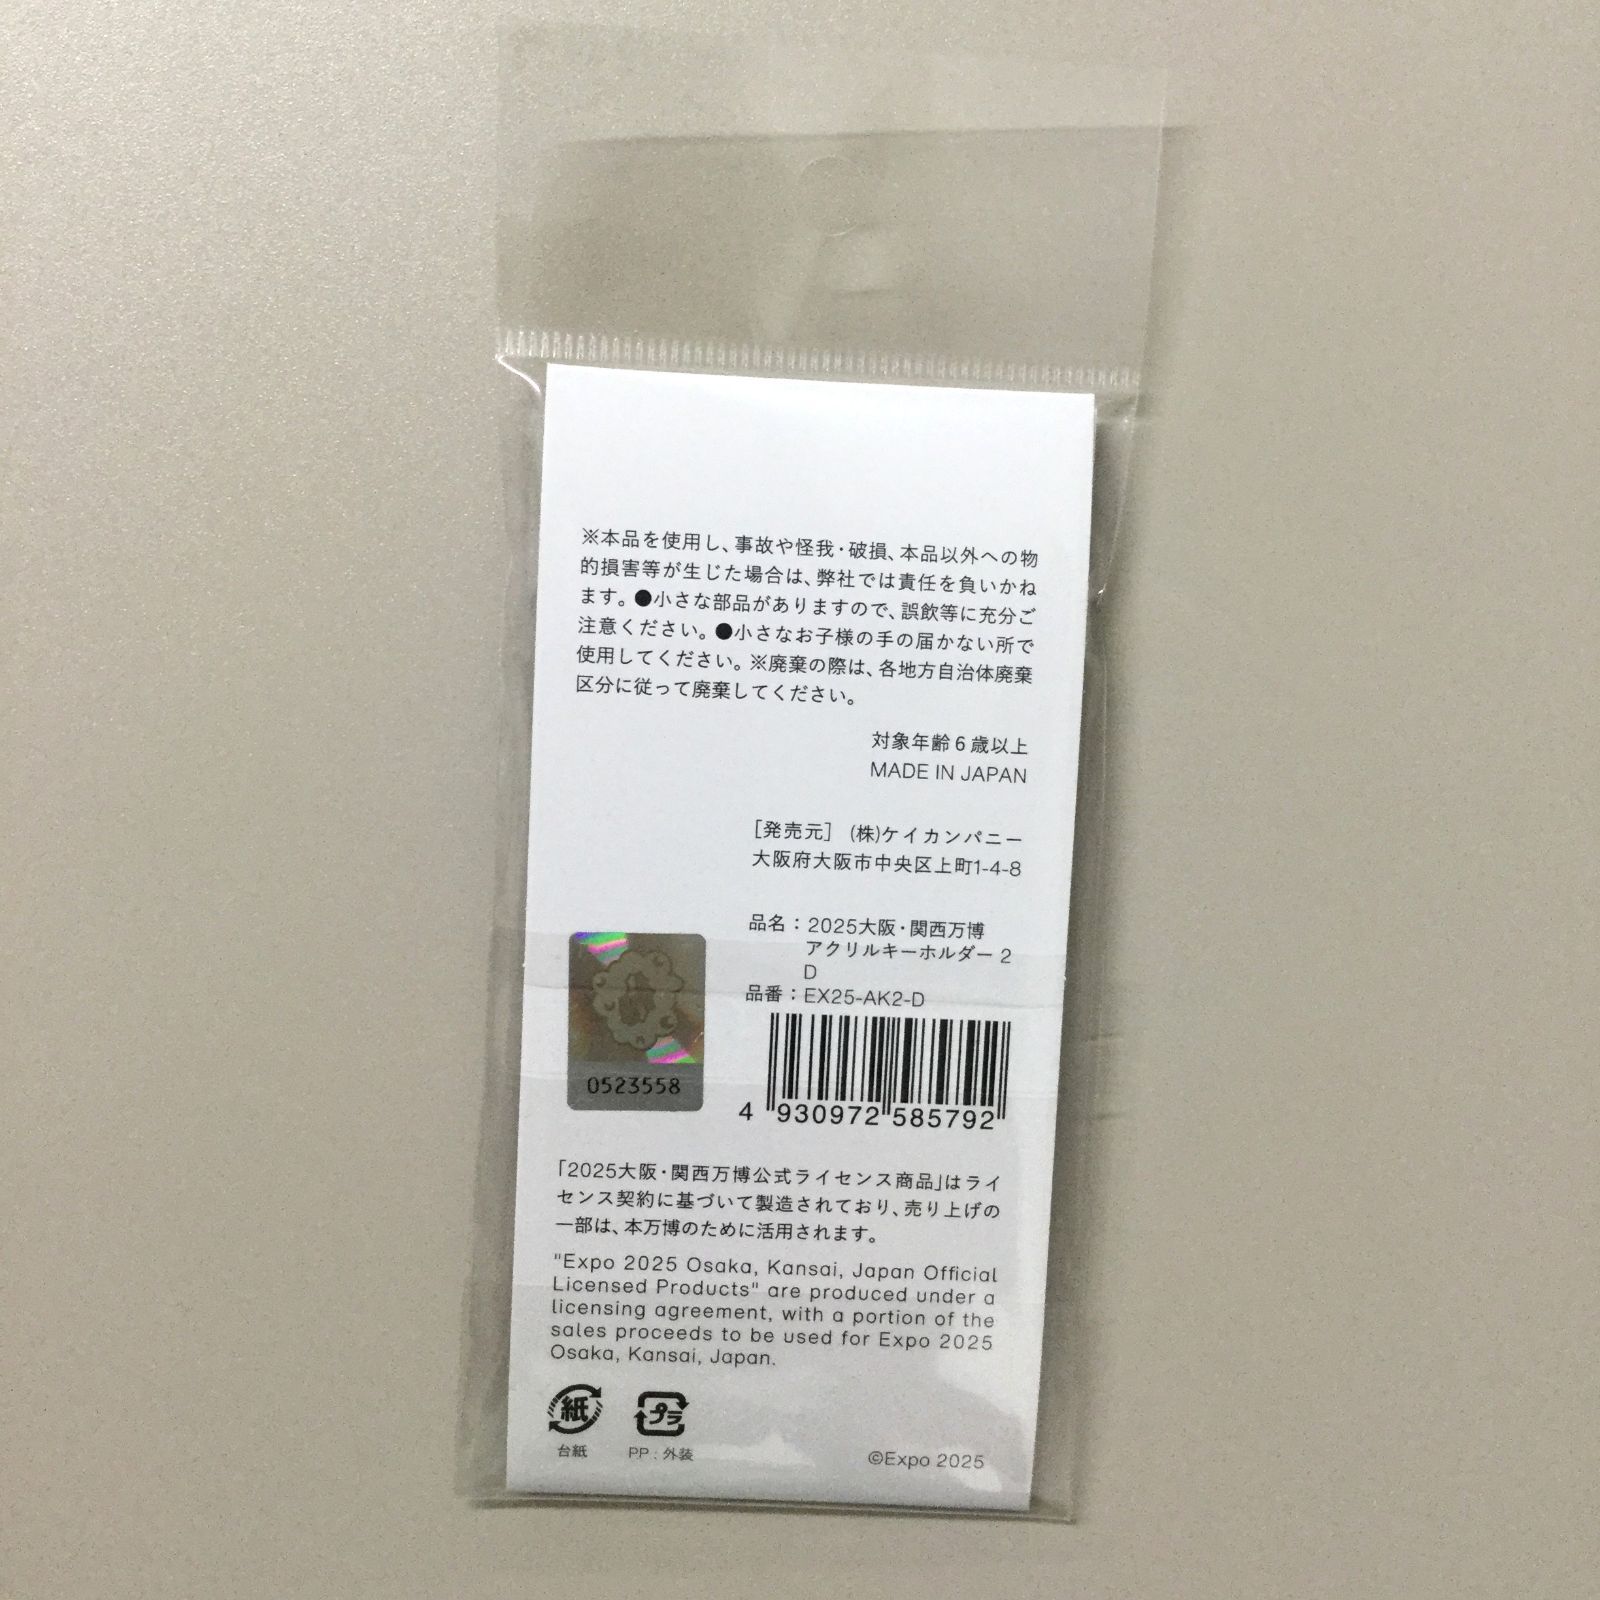 ※本品を使用し、事故や怪我・破損、本品以外への物
的損害等が生じた場合は、弊社では責任を負いかね
ます。●小さな部品がありますので、誤飲等に充分ご
注意ください。●小さなお子様の手の届かない所で
使用してください。※廃棄の際は、各地方自治体廃棄
区分に従って廃棄してください。
対象年齢6歳以上
MADE IN JAPAN
［発売元］ (株)ケイカンパニー
大阪府大阪市中央区上町1-4-8
品名：2025大阪・関西万博
アクリルキーホルダー 2
D
品番：EX25-AK2-D
0523558
4 930972 585792
「2025大阪・関西万博公式ライセンス商品」はライ
センス契約に基づいて製造されており、売り上げの
一部は、本万博のために活用されます。
"Expo 2025 Osaka, Kansai, Japan Official
Licensed Products" are produced under a
licensing agreement, with a portion of the
sales proceeds to be used for Expo 2025
Osaka, Kansai, Japan.
紙 プラ
台紙 PP：外装
©Expo 2025